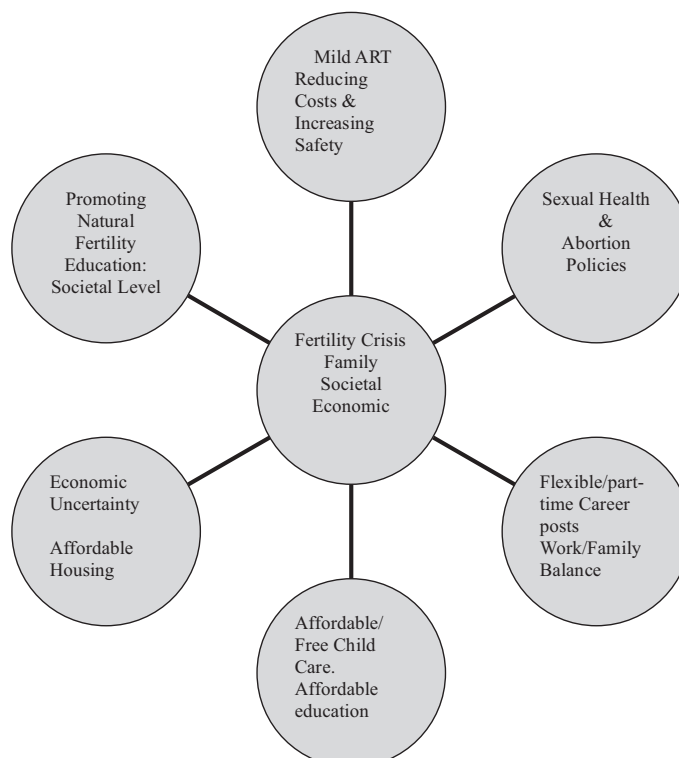 Mild ART
Reducing
Costs &
Increasing
Safety
Promoting
Natural
Fertility
Education:
Societal Level
Sexual Health
&
Abortion
Policies
Fertility Crisis
Family
Societal
Economic
Economic
Uncertainty
Affordable
Housing
Flexible/part-
time Career
posts
Work/Family
Balance
Affordable/
Free Child
Care.
Affordable
education